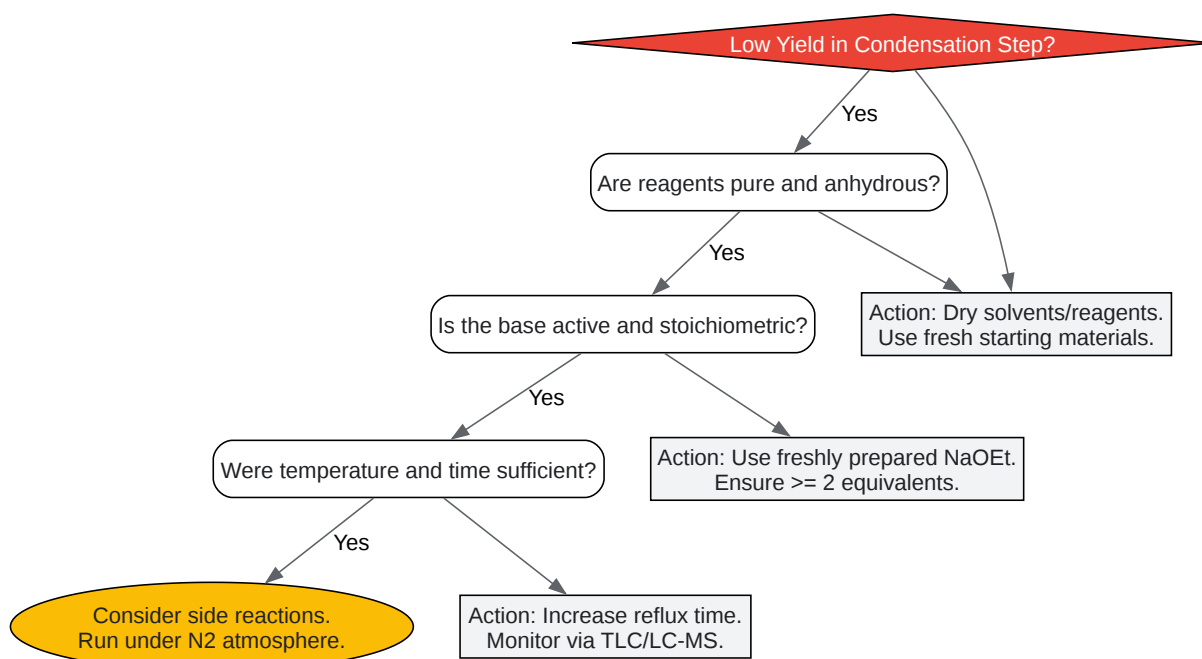 Low Yield in Condensation Step?
Yes
Are reagents pure and anhydrous?
Yes
Action: Dry solvents/reagents.
Use fresh starting materials.
Is the base active and stoichiometric?
Yes
Action: Use freshly prepared NaOEt.
Ensure >= 2 equivalents.
Were temperature and time sufficient?
Yes
Consider side reactions.
Run under N2 atmosphere.
Action: Increase reflux time.
Monitor via TLC/LC-MS.